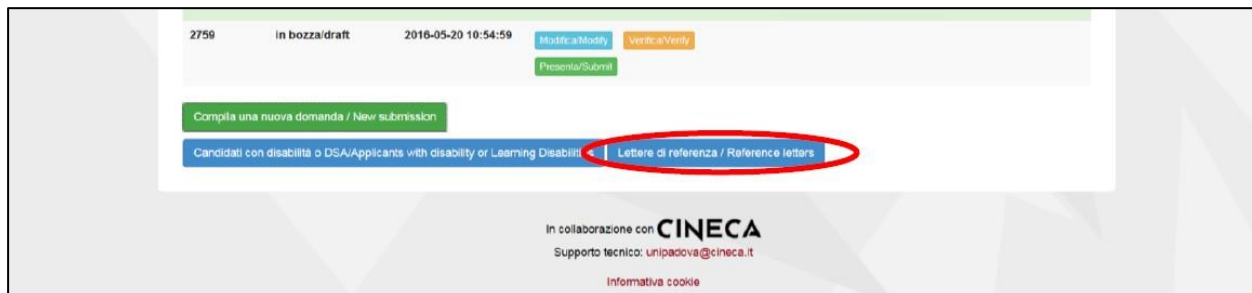 2759 in bozza/draft 2016-05-20 10:54:59 Modifica/Modify Verifica/Verify
Presenta/Submit
Compila una nuova domanda / New submission
Candidati con disabilità o DSA/Applicants with disability or Learning Disabilities Lettere di referenza / Reference letters
In collaborazione con CINECA
Supporto tecnico: unipadova@cineca.it
Informativa cookie